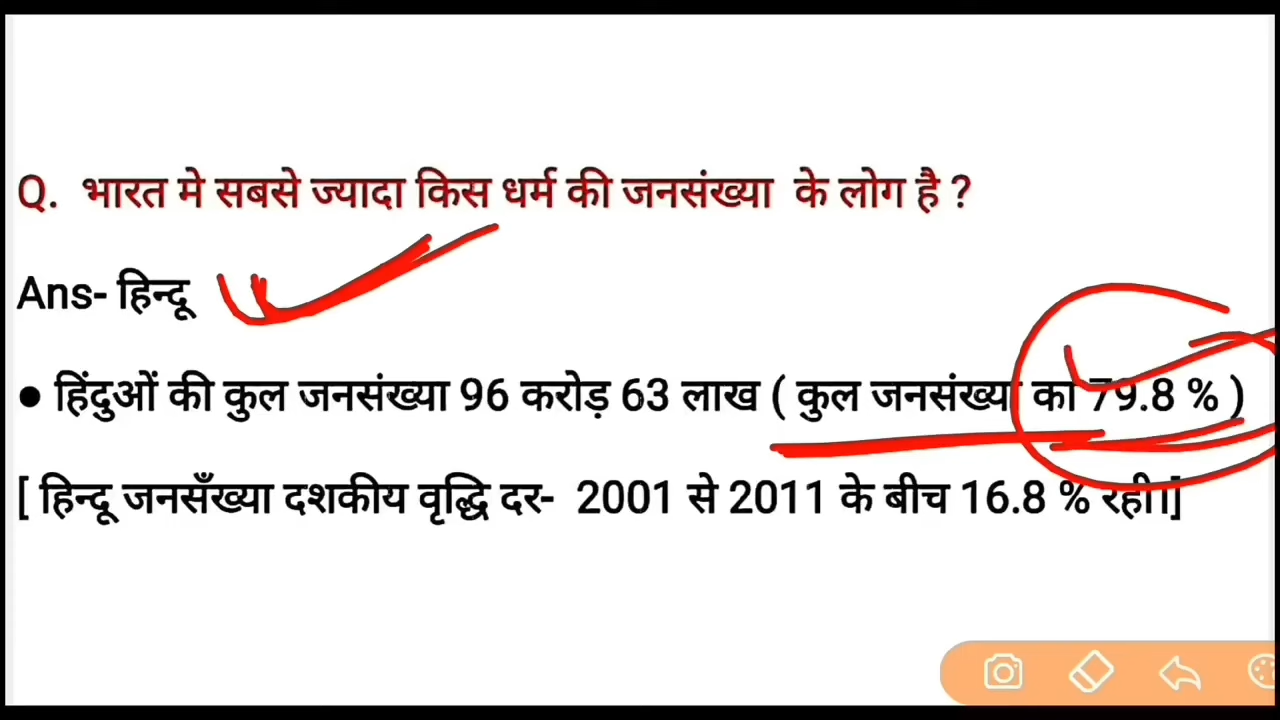 Q. भारत मे सबसे ज्यादा किस धर्म की जनसंख्या के लोग है ?
Ans- हिन्दू
● हिंदुओं की कुल जनसंख्या 96 करोड़ 63 लाख ( कुल जनसंख्या का 79.8 % )
[ हिन्दू जनसँख्या दशकीय वृद्धि दर- 2001 से 2011 के बीच 16.8 % रही।]